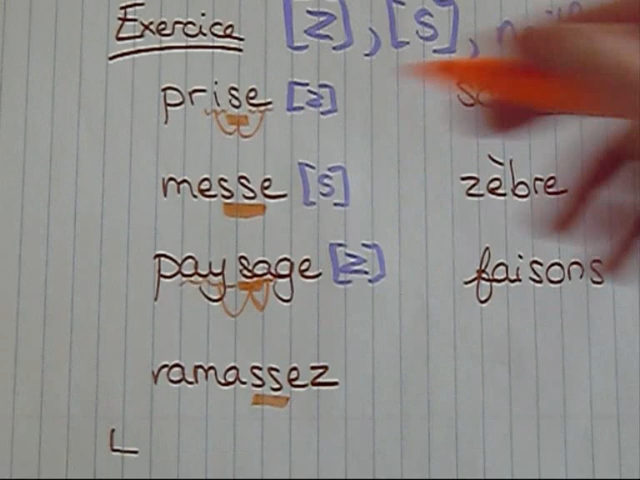 Exercice [z], [s],
prise [z]
messe [s] zèbre
paysage [z] faisons
ramassez